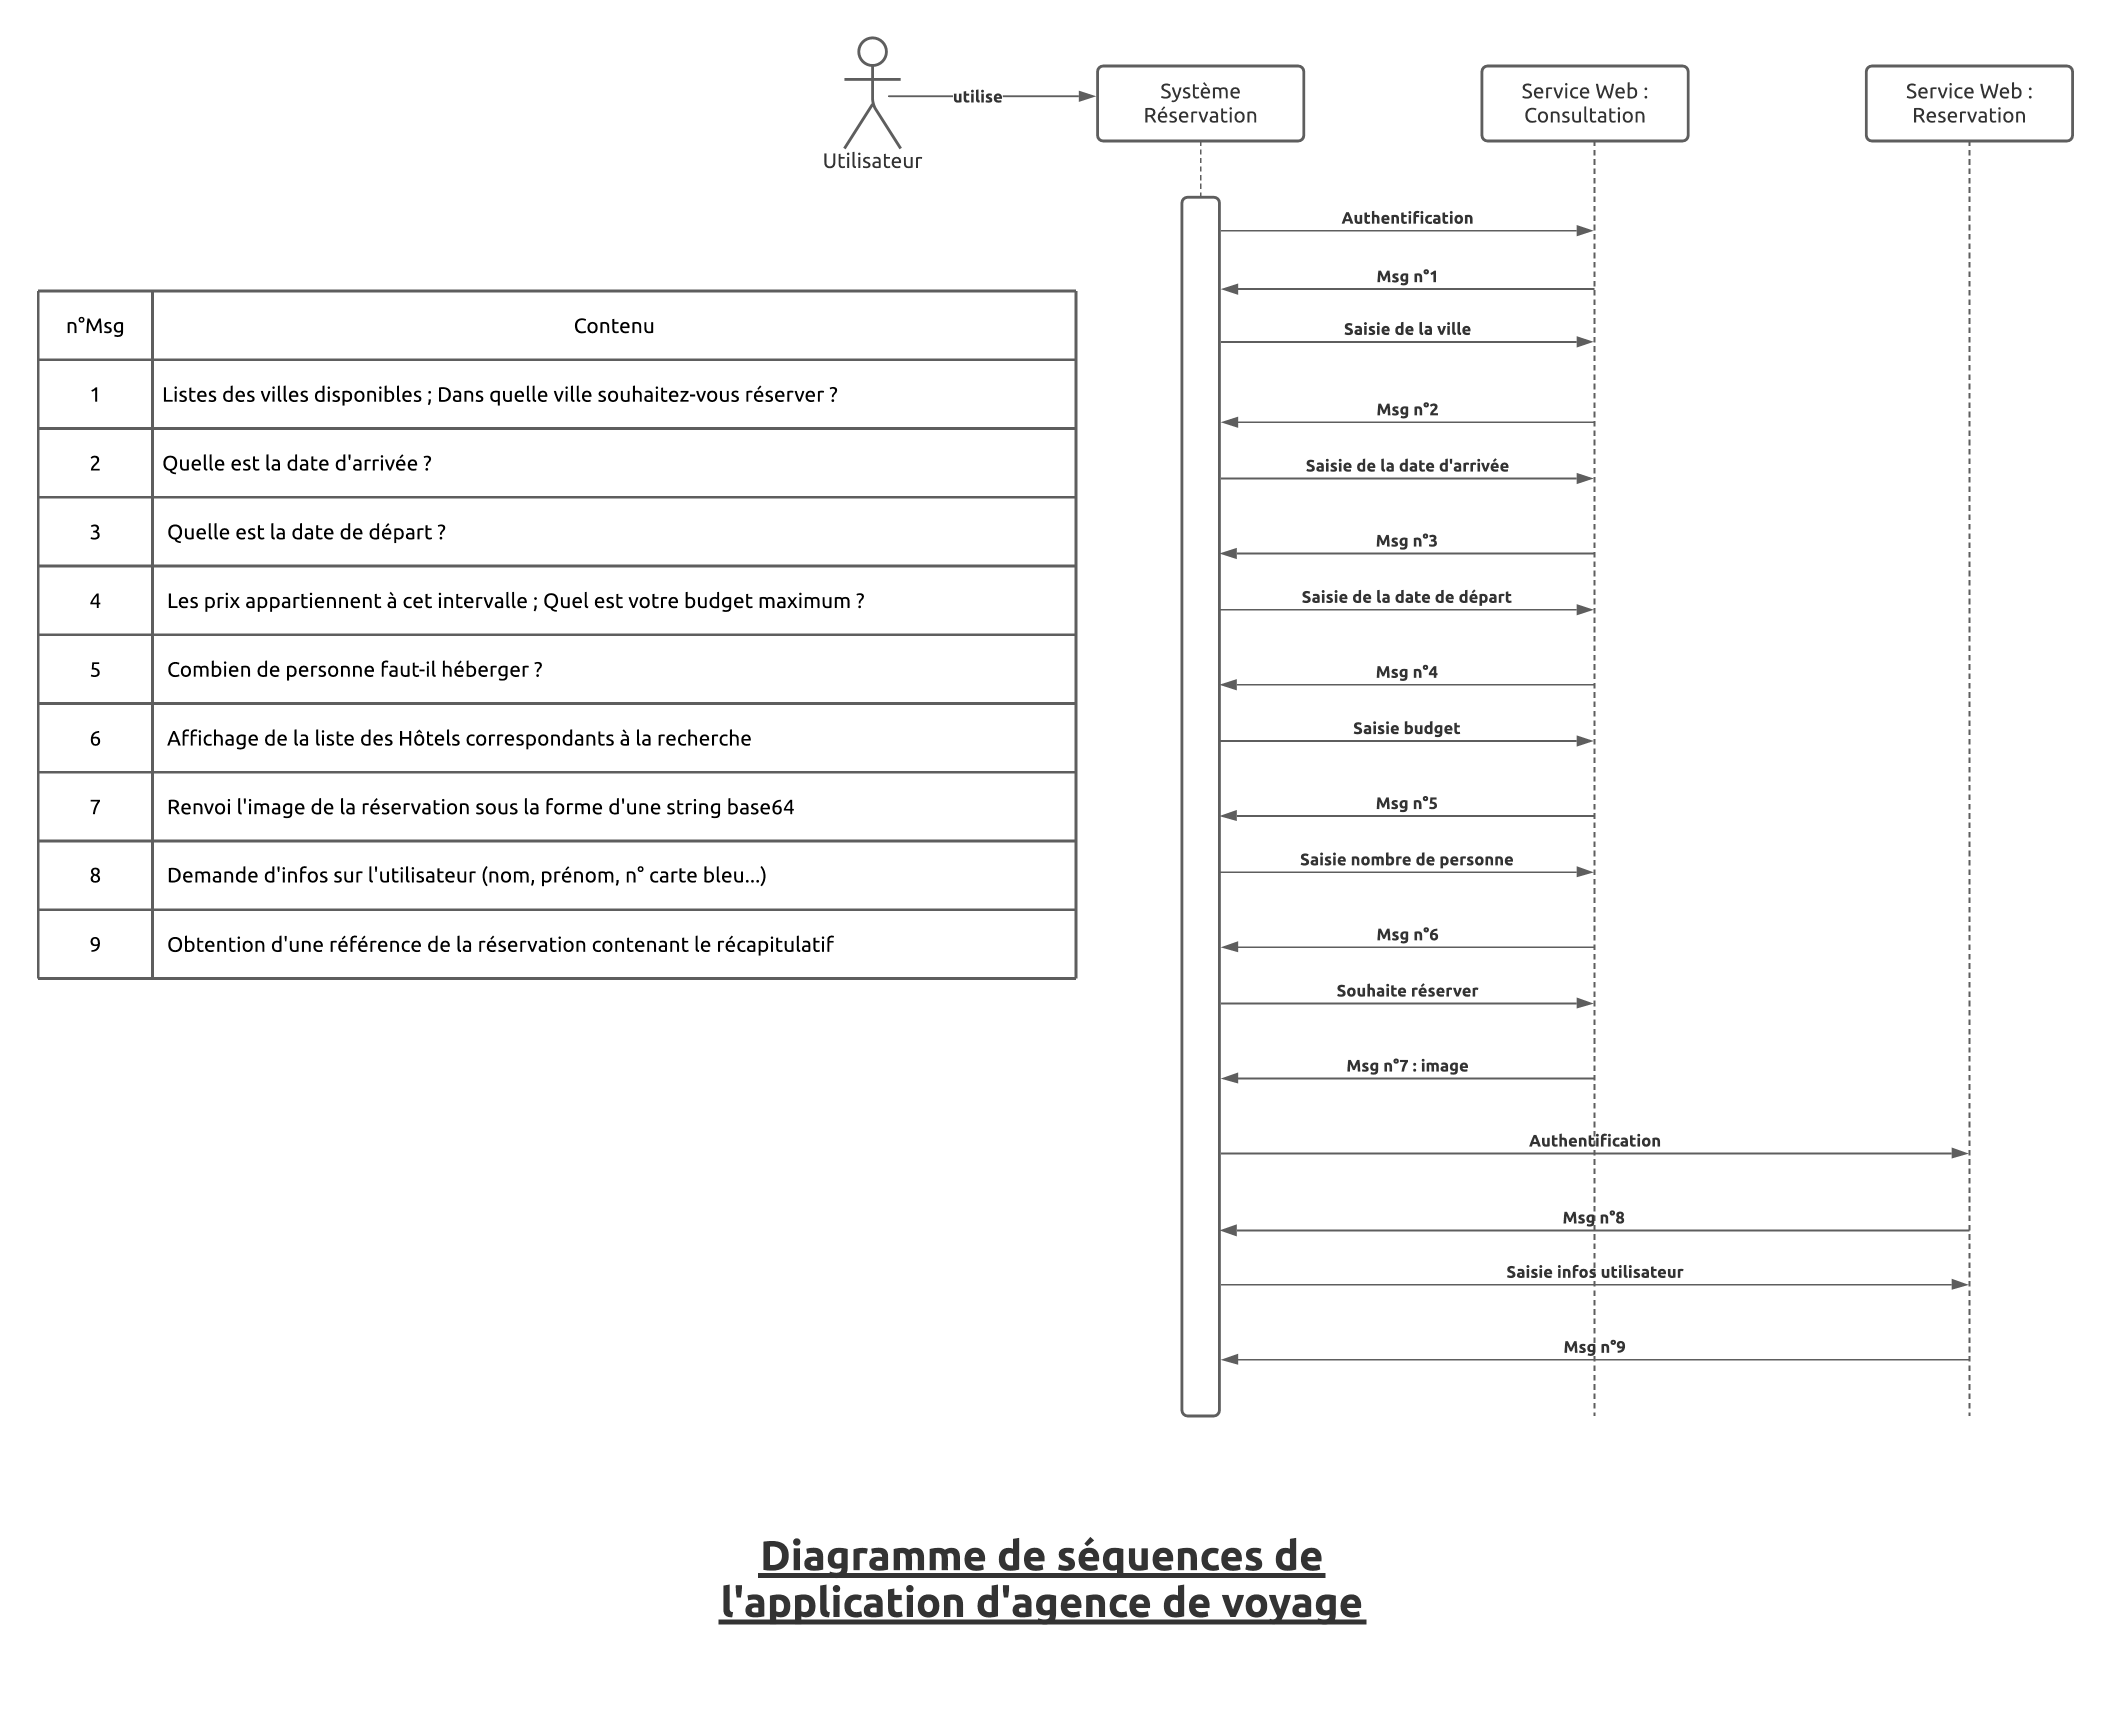 utilise
Utilisateur
Système
Réservation
Service Web :
Consultation
Service Web :
Reservation
n°Msg Contenu
1 Listes des villes disponibles ; Dans quelle ville souhaitez-vous réserver ?
2 Quelle est la date d'arrivée ?
3 Quelle est la date de départ ?
4 Les prix appartiennent à cet intervalle ; Quel est votre budget maximum ?
5 Combien de personne faut-il héberger ?
6 Affichage de la liste des Hôtels correspondants à la recherche
7 Renvoi l'image de la réservation sous la forme d'une string base64
8 Demande d'infos sur l'utilisateur (nom, prénom, n° carte bleu...)
9 Obtention d'une référence de la réservation contenant le récapitulatif
Authentification
Msg n°1
Saisie de la ville
Msg n°2
Saisie de la date d'arrivée
Msg n°3
Saisie de la date de départ
Msg n°4
Saisie budget
Msg n°5
Saisie nombre de personne
Msg n°6
Souhaite réserver
Msg n°7 : image
Authentification
Msg n°8
Saisie infos utilisateur
Msg n°9
Diagramme de séquences de
l'application d'agence de voyage